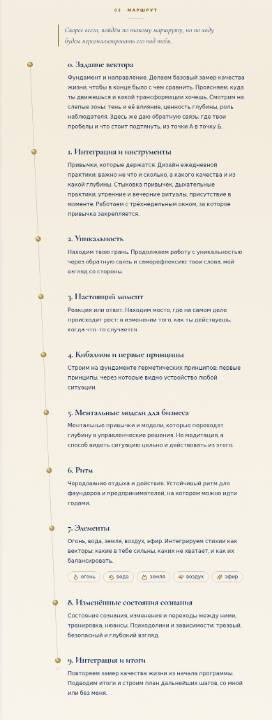 03 МАРШРУТ
Скорее всего, пойдём по такому маршруту, но по ходу
будем персонализировать его под тебя.
0. Задание вектора
Фундамент и направление. Делаем базовый замер качества
жизни, чтобы в конце было с чем сравнить. Проясняем, куда
ты движешься и какой трансформации хочешь. Смотрим на
слепые зоны: тень и её влияние, ценность глубины, роль
наблюдателя. Здесь же даю обратную связь: где твои
пробелы и что стоит подтянуть, из точки А в точку Б.
1. Интеграция и инструменты
Привычки, которые держатся. Дизайн ежедневной
практики: важно не что и сколько, а какого качества и из
какой глубины. Стыковка привычек, дыхательные
практики, утренние и вечерние ритуалы, присутствие в
моменте. Работаем с трёхнедельным окном, за которое
привычка закрепляется.
2. Уникальность
Находим твою грань. Продолжаем работу с уникальностью
через обратную связь и саморефлексию: твои слова, мой
взгляд со стороны.
3. Настоящий момент
Реакция или ответ. Находим место, где на самом деле
происходит рост: в изменении того, как ты действуешь,
когда что-то случается.
4. Кибалион и первые принципы
Строим на фундаменте герметических принципов: первые
принципы, через которые видно устройство любой
ситуации.
5. Ментальные модели для бизнеса
Ментальные привычки и модели, которые переводят
глубину в управленческие решения. Не медитация, а
способ видеть ситуацию цельно и действовать из этого.
6. Ритм
Чередование отдыха и действия. Устойчивый ритм для
фаундеров и предпринимателей, на котором можно идти
годами.
7. Элементы
Огонь, вода, земля, воздух, эфир. Интегрируем стихии как
векторы: какие в тебе сильны, каких не хватает, и как их
балансировать.
огонь вода земля воздух эфир
8. Изменённые состояния сознания
Состояния сознания, изменения и переходы между ними,
тренировка, нюансы. Психоделики и зависимости: трезвый,
безопасный и глубокий взгляд.
9. Интеграция и итоги
Повторяем замер качества жизни из начала программы.
Подводим итоги и строим план дальнейших шагов, со мной
или без меня.